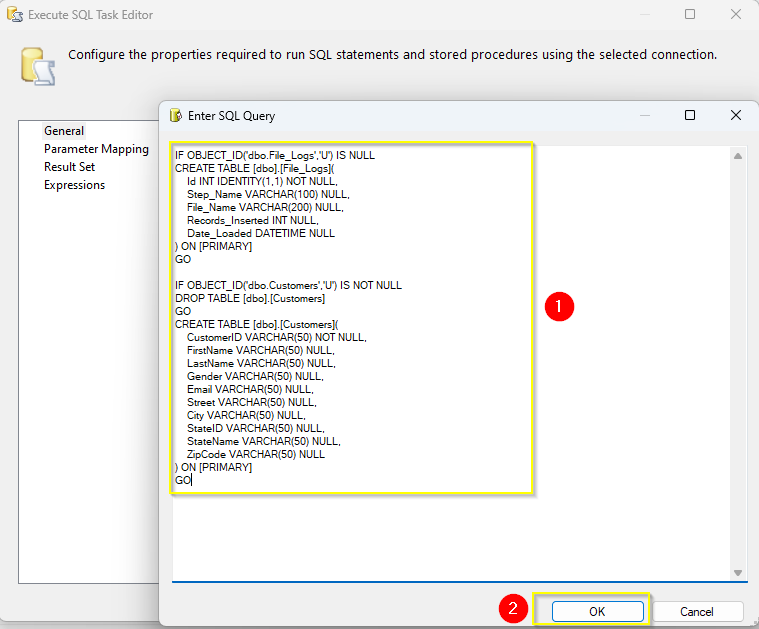 Execute SQL Task Editor
Configure the properties required to run SQL statements and stored procedures using the selected connection.
General
Parameter Mapping
Result Set
Expressions
Enter SQL Query
IF OBJECT_ID('dbo.File_Logs','U') IS NULL
CREATE TABLE [dbo].[File_Logs](
    Id INT IDENTITY(1,1) NOT NULL,
    Step_Name VARCHAR(100) NULL,
    File_Name VARCHAR(200) NULL,
    Records_Inserted INT NULL,
    Date_Loaded DATETIME NULL
) ON [PRIMARY]
GO

IF OBJECT_ID('dbo.Customers','U') IS NOT NULL
DROP TABLE [dbo].[Customers]
GO
CREATE TABLE [dbo].[Customers](
    CustomerID VARCHAR(50) NOT NULL,
    FirstName VARCHAR(50) NULL,
    LastName VARCHAR(50) NULL,
    Gender VARCHAR(50) NULL,
    Email VARCHAR(50) NULL,
    Street VARCHAR(50) NULL,
    City VARCHAR(50) NULL,
    StateID VARCHAR(50) NULL,
    StateName VARCHAR(50) NULL,
    ZipCode VARCHAR(50) NULL
) ON [PRIMARY]
GO
1
2
OK
Cancel